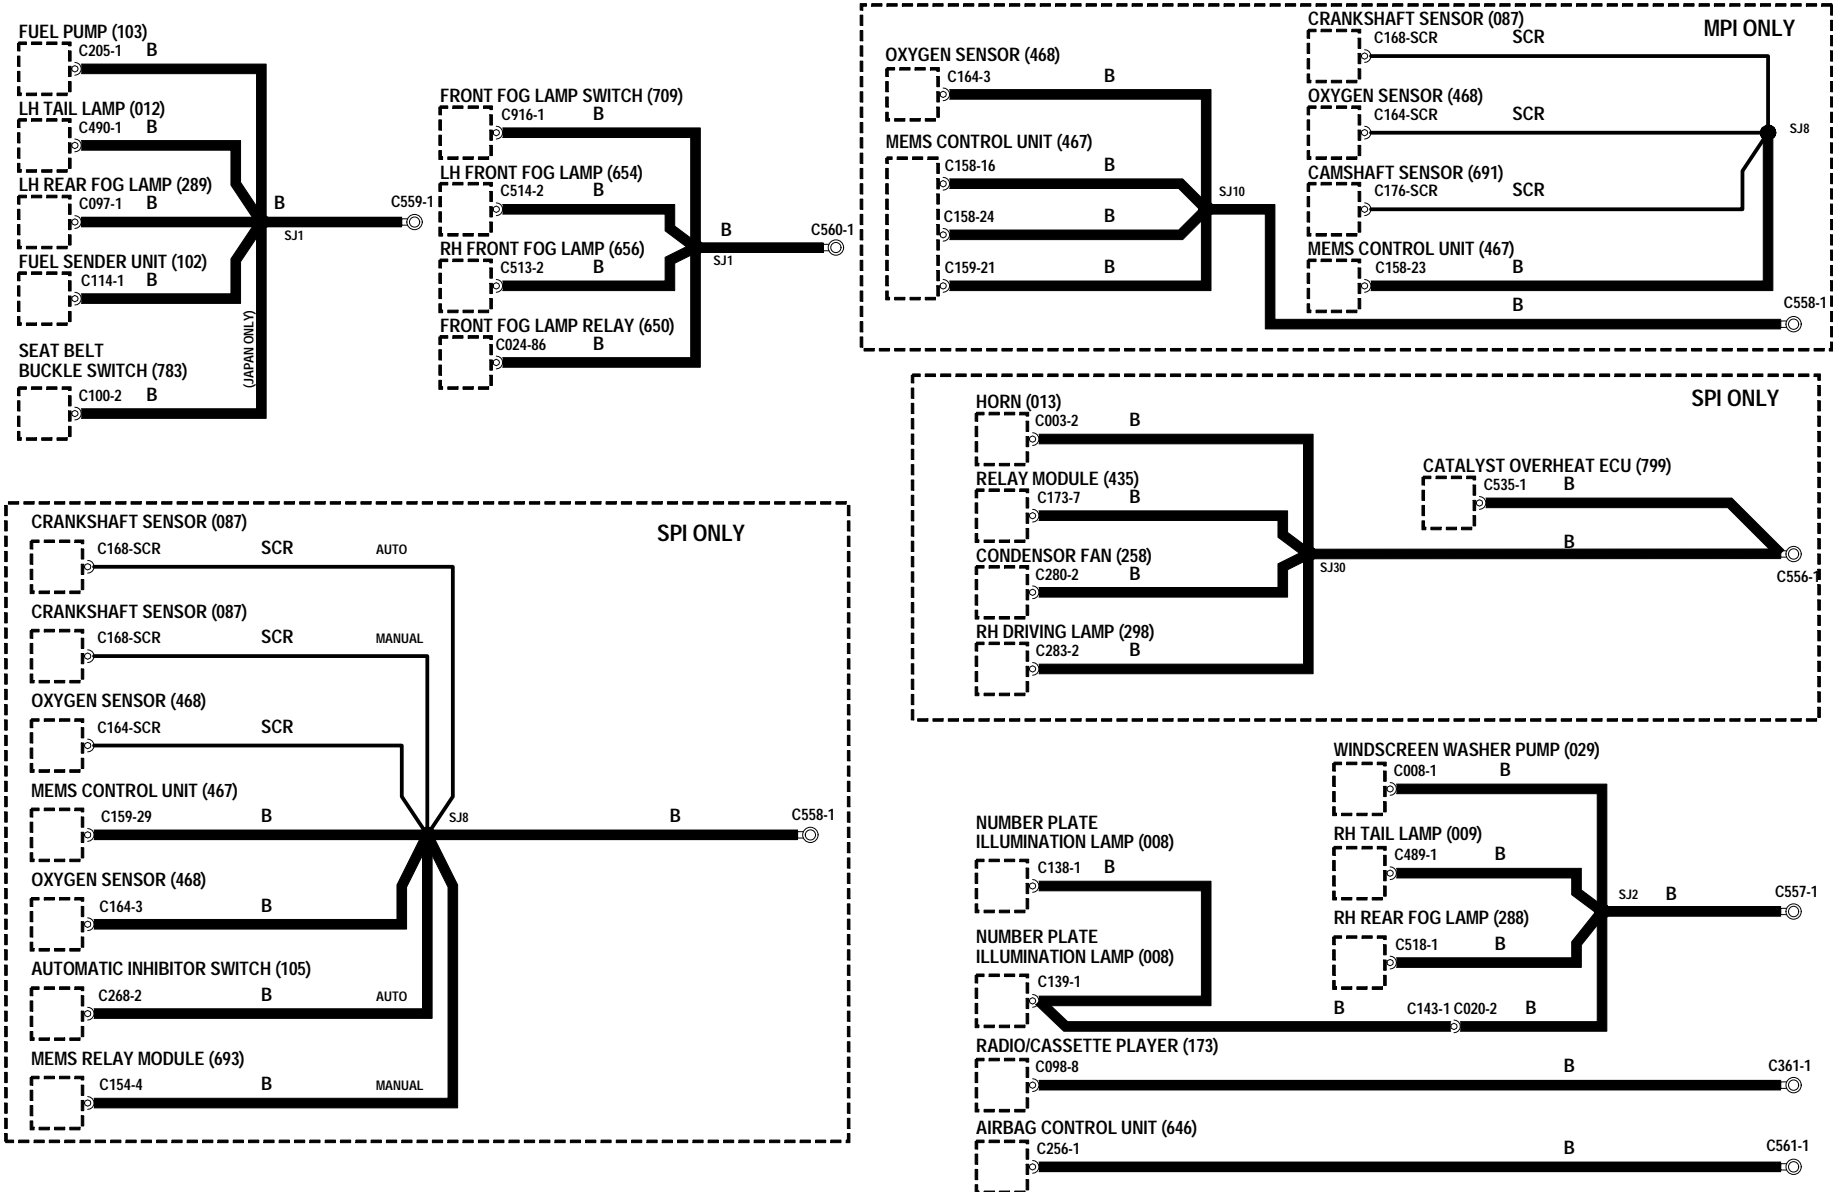 FUEL PUMP (103)
C205-1 B
LH TAIL LAMP (012)
C490-1 B
LH REAR FOG LAMP (289)
C097-1 B
B
SJ1
C559-1
FUEL SENDER UNIT (102)
C114-1 B
(JAPAN ONLY)
SEAT BELT
BUCKLE SWITCH (783)
C100-2 B
FRONT FOG LAMP SWITCH (709)
C916-1 B
LH FRONT FOG LAMP (654)
C514-2 B
RH FRONT FOG LAMP (656)
C513-2 B
B
SJ1
C560-1
FRONT FOG LAMP RELAY (650)
C024-86 B
MPI ONLY
OXYGEN SENSOR (468)
C164-3 B
MEMS CONTROL UNIT (467)
C158-16 B
C158-24 B
C159-21 B
SJ10
CRANKSHAFT SENSOR (087)
C168-SCR SCR
OXYGEN SENSOR (468)
C164-SCR SCR
SJ8
CAMSHAFT SENSOR (691)
C176-SCR SCR
MEMS CONTROL UNIT (467)
C158-23 B
B
C558-1
SPI ONLY
HORN (013)
C003-2 B
RELAY MODULE (435)
C173-7 B
CONDENSOR FAN (258)
C280-2 B
SJ30
RH DRIVING LAMP (298)
C283-2 B
CATALYST OVERHEAT ECU (799)
C535-1 B
B
C556-1
SPI ONLY
CRANKSHAFT SENSOR (087)
C168-SCR SCR AUTO
CRANKSHAFT SENSOR (087)
C168-SCR SCR MANUAL
OXYGEN SENSOR (468)
C164-SCR SCR
MEMS CONTROL UNIT (467)
C159-29 B
SJ8
B
C558-1
OXYGEN SENSOR (468)
C164-3 B
AUTOMATIC INHIBITOR SWITCH (105)
C268-2 B AUTO
MEMS RELAY MODULE (693)
C154-4 B MANUAL
WINDSCREEN WASHER PUMP (029)
C008-1 B
RH TAIL LAMP (009)
C489-1 B
SJ2 B
C557-1
RH REAR FOG LAMP (288)
C518-1 B
NUMBER PLATE
ILLUMINATION LAMP (008)
C138-1 B
NUMBER PLATE
ILLUMINATION LAMP (008)
C139-1
B C143-1 C020-2 B
RADIO/CASSETTE PLAYER (173)
C098-8 B C361-1
AIRBAG CONTROL UNIT (646)
C256-1 B C561-1